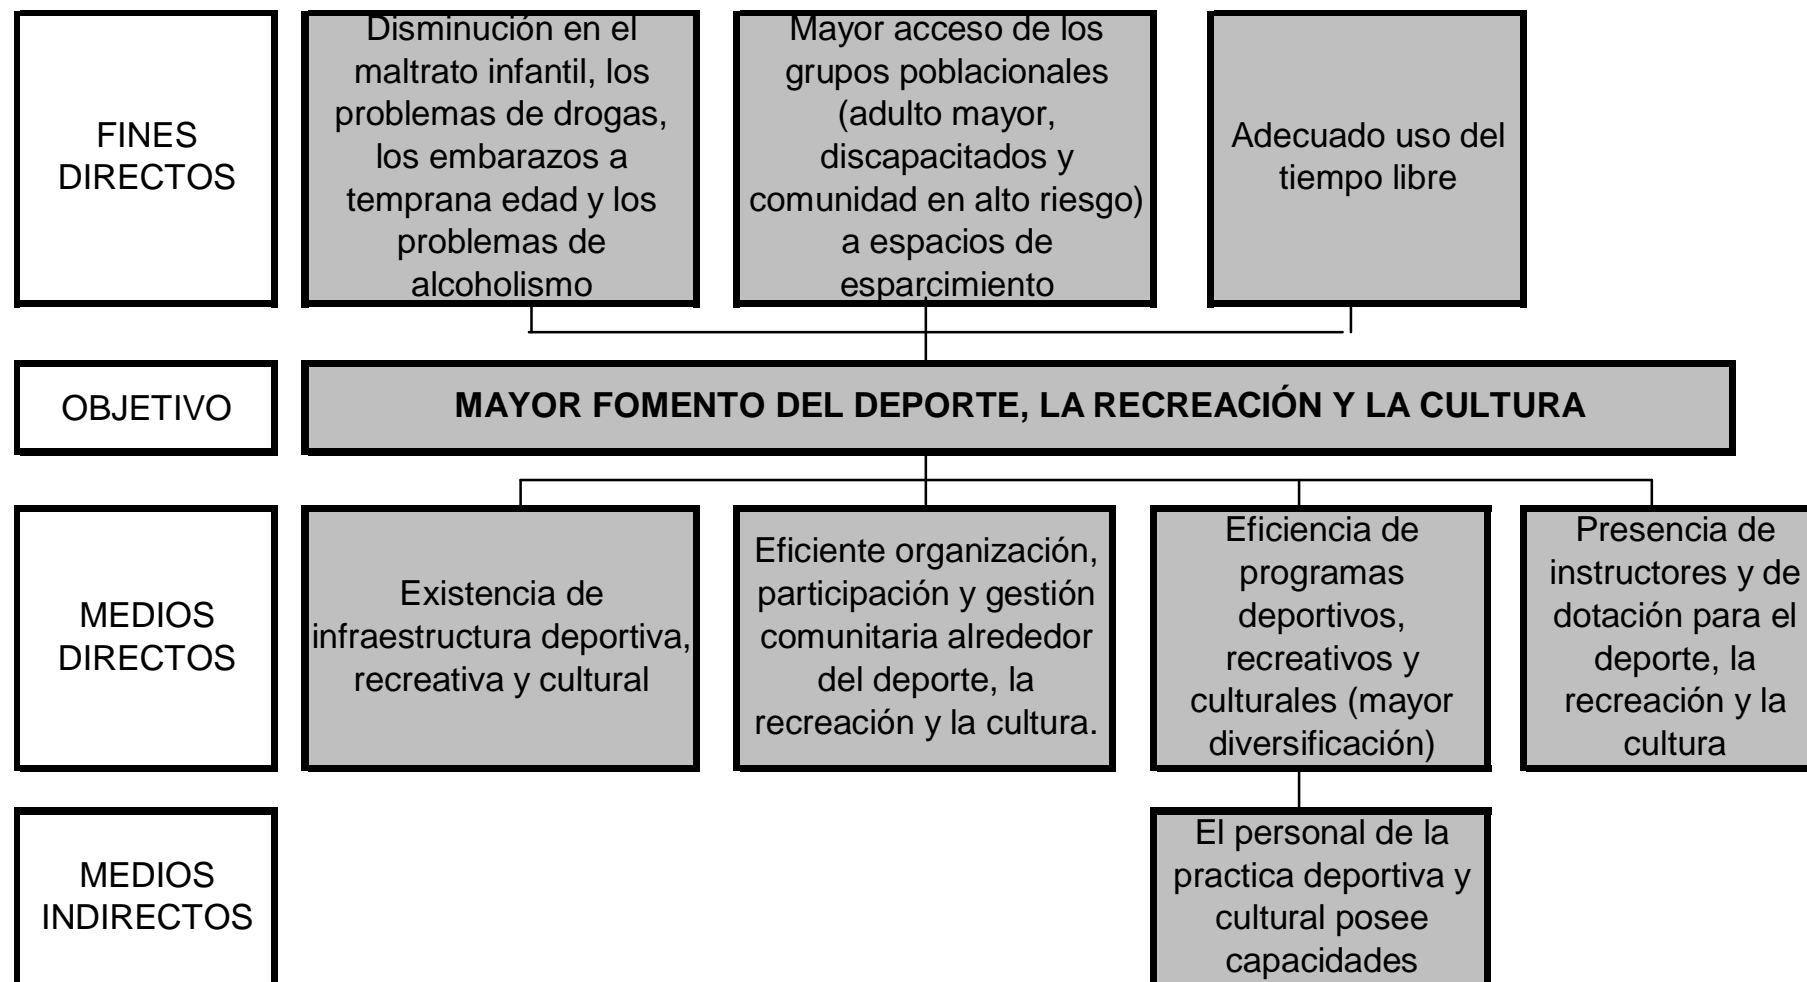 FINES
DIRECTOS
Disminución en el
maltrato infantil, los
problemas de drogas,
los embarazos a
temprana edad y los
problemas de
alcoholismo
Mayor acceso de los
grupos poblacionales
(adulto mayor,
discapacitados y
comunidad en alto riesgo)
a espacios de
esparcimiento
Adecuado uso del
tiempo libre
OBJETIVO
MAYOR FOMENTO DEL DEPORTE, LA RECREACIÓN Y LA CULTURA
MEDIOS
DIRECTOS
Existencia de
infraestructura deportiva,
recreativa y cultural
Eficiente organización,
participación y gestión
comunitaria alrededor
del deporte, la
recreación y la cultura.
Eficiencia de
programas
deportivos,
recreativos y
culturales (mayor
diversificación)
Presencia de
instructores y de
dotación para el
deporte, la
recreación y la
cultura
MEDIOS
INDIRECTOS
El personal de la
practica deportiva y
cultural posee
capacidades